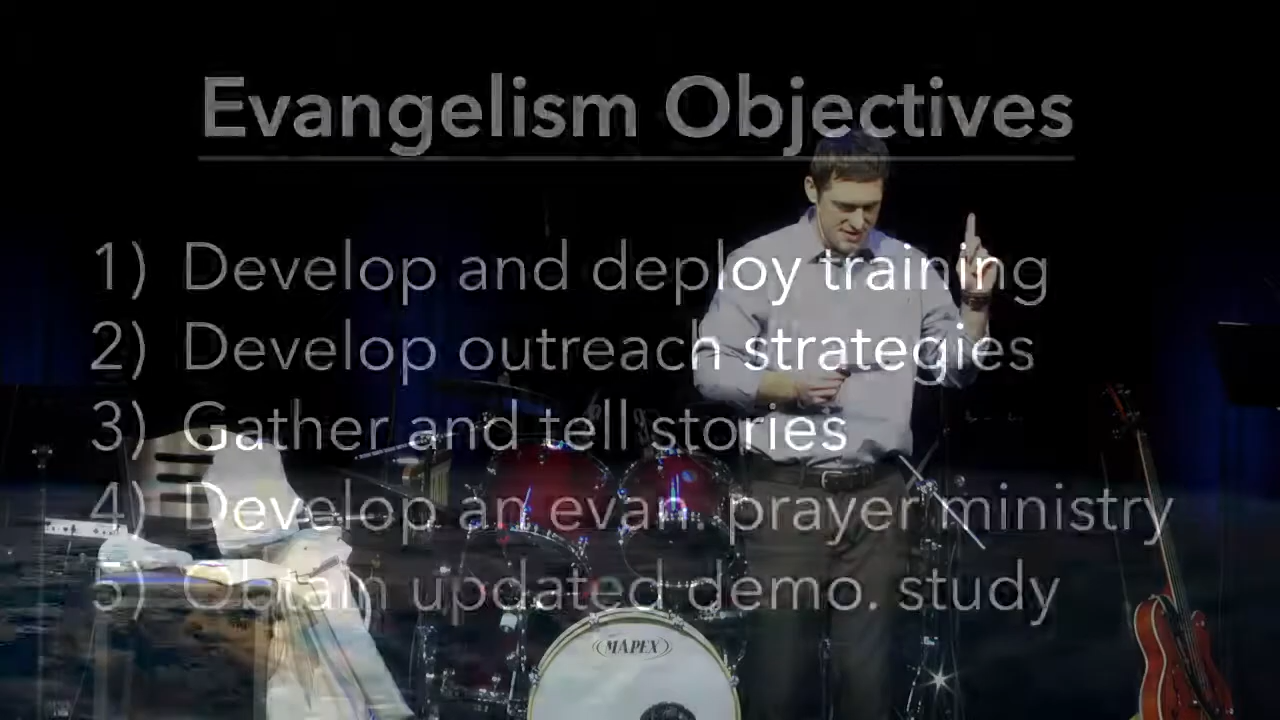 Evangelism Objectives
1) Develop and deploy training
2) Develop outreach strategies
3) Gather and tell stories
4) Develop an evan. prayer ministry
5) Obtain updated demo. study
MAPEX